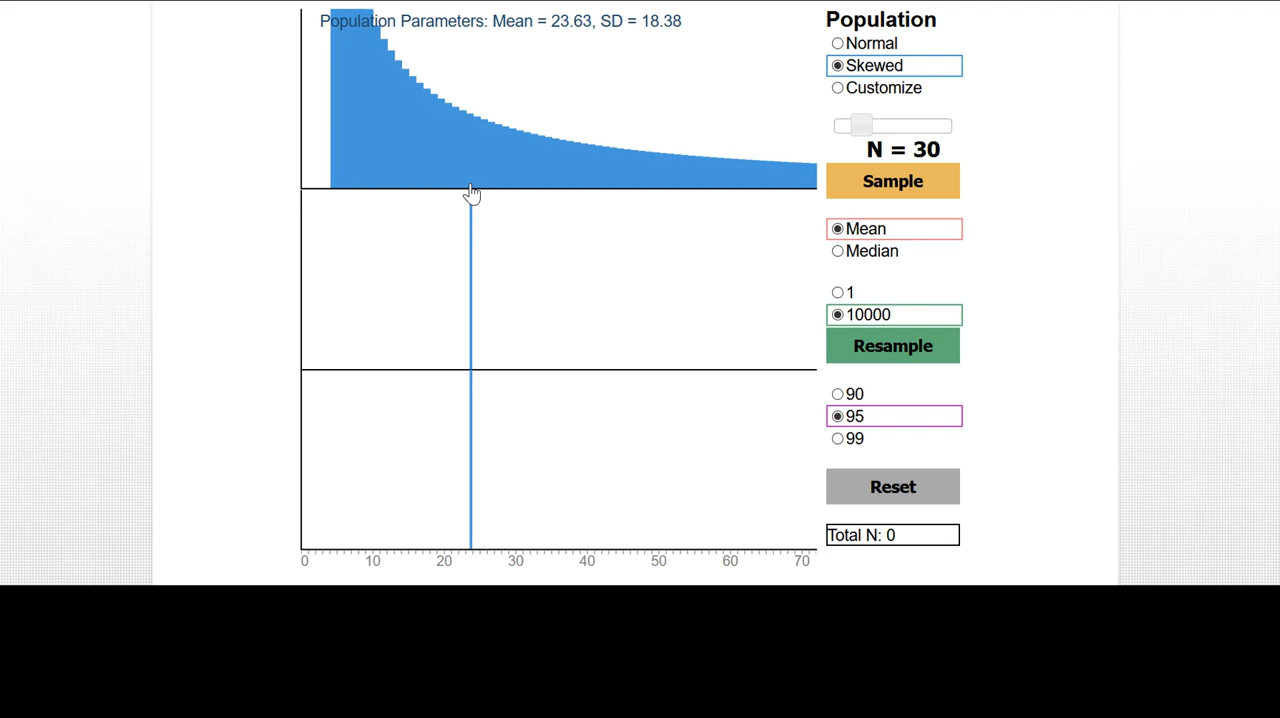 Population Parameters: Mean = 23.63, SD = 18.38
Population
Normal
Skewed
Customize
N = 30
Sample
Mean
Median
1
10000
Resample
90
95
99
Reset
Total N: 0
0 10 20 30 40 50 60 70